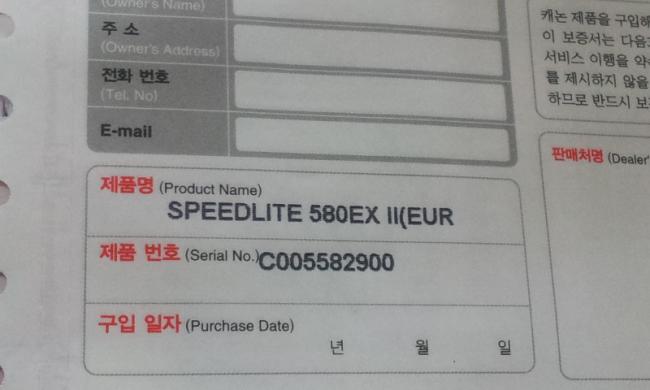 (Owner's Name)
주 소
(Owner's Address)
전화 번호
(Tel. No)
E-mail
제품명 (Product Name)
SPEEDLITE 580EX II(EUR
제품 번호 (Serial No.)C005582900
구입 일자 (Purchase Date)
년 월 일
캐논 제품을 구입해
이 보증서는 다음
서비스 이행을 약
를 제시하지 않을
하므로 반드시 보
판매처명 (Dealer'